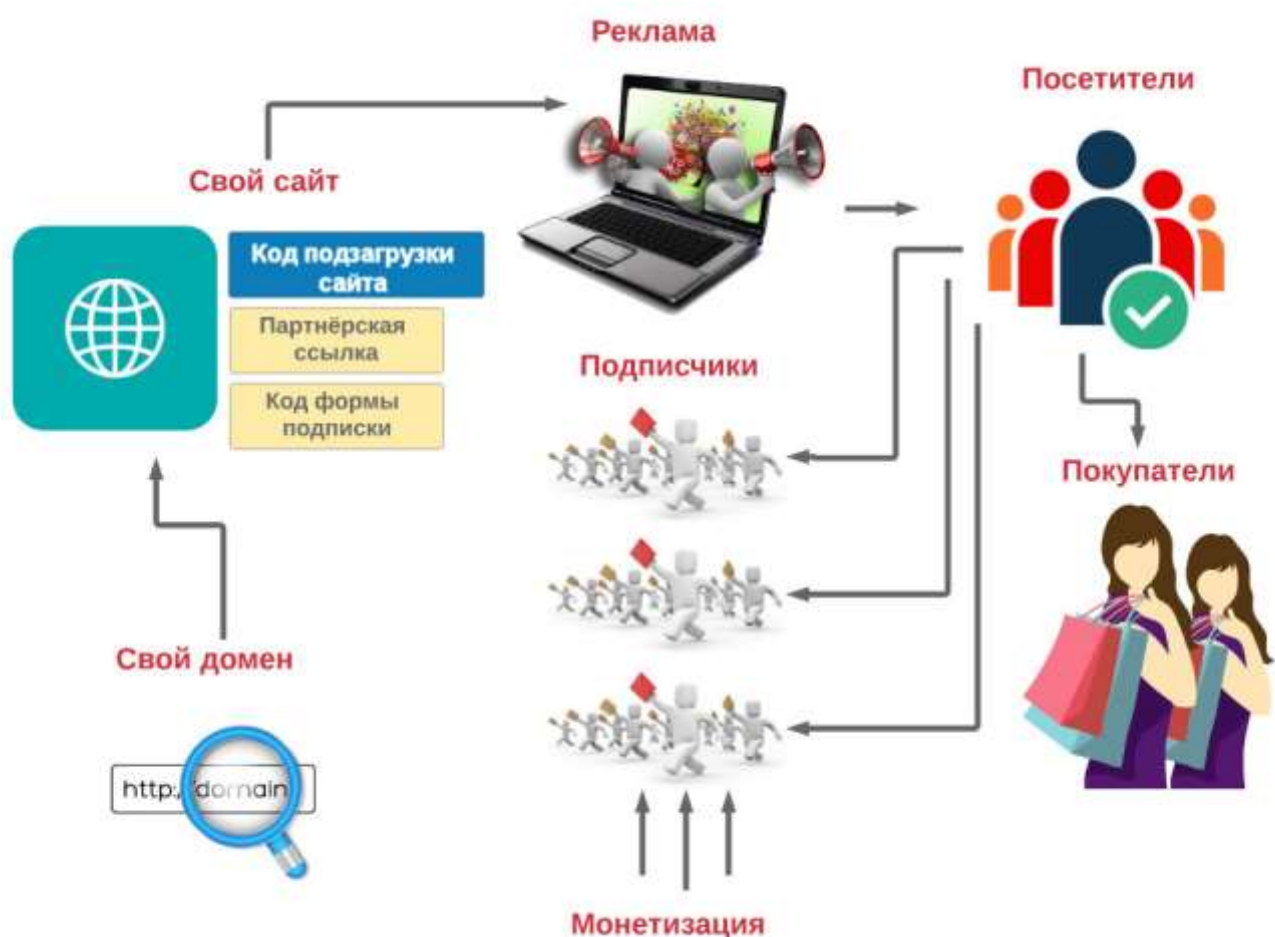 Реклама
Посетители
Свой сайт
Код подзагрузки
сайта
Партнёрская
ссылка
Код формы
подписки
Подписчики
Покупатели
Свой домен
http://domain
Монетизация